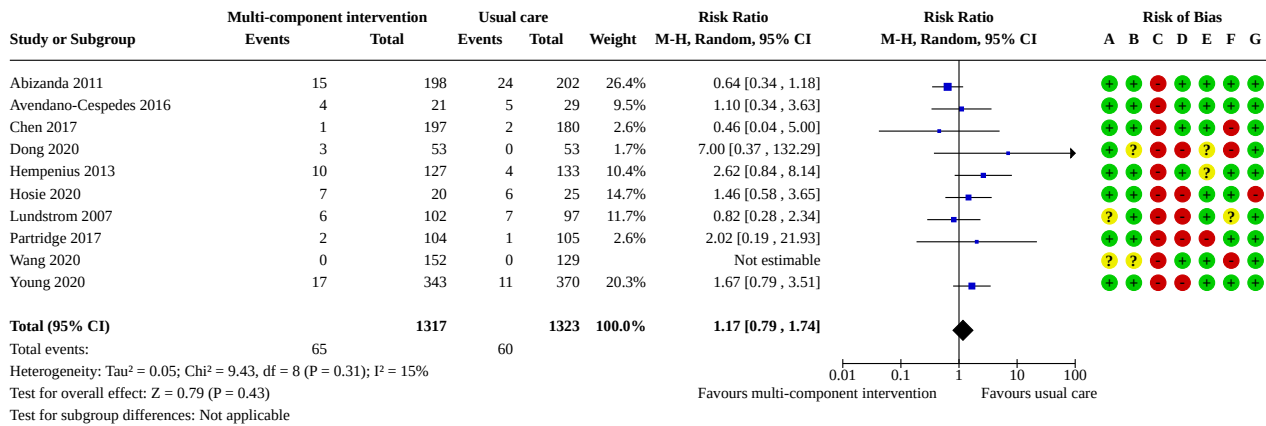 Multi-component intervention Usual care Risk Ratio Risk Ratio Risk of Bias
Study or Subgroup Events Total Events Total Weight M-H, Random, 95% CI M-H, Random, 95% CI A B C D E F G
Abizanda 2011 15 198 24 202 26.4% 0.64 [0.34 , 1.18] + + - + + + +
Avendano-Cespedes 2016 4 21 5 29 9.5% 1.10 [0.34 , 3.63] + + - + + + +
Chen 2017 1 197 2 180 2.6% 0.46 [0.04 , 5.00] + + - + + - +
Dong 2020 3 53 0 53 1.7% 7.00 [0.37 , 132.29] + ? - - ? - +
Hempenius 2013 10 127 4 133 10.4% 2.62 [0.84 , 8.14] + + - + ? + +
Hosie 2020 7 20 6 25 14.7% 1.46 [0.58 , 3.65] + + - - + + -
Lundstrom 2007 6 102 7 97 11.7% 0.82 [0.28 , 2.34] ? + - - + ? +
Partridge 2017 2 104 1 105 2.6% 2.02 [0.19 , 21.93] + + - - - + +
Wang 2020 0 152 0 129 Not estimable ? ? - + + - +
Young 2020 17 343 11 370 20.3% 1.67 [0.79 , 3.51] + + - - + + +
Total (95% CI) 1317 1323 100.0% 1.17 [0.79 , 1.74]
Total events: 65 60
Heterogeneity: Tau² = 0.05; Chi² = 9.43, df = 8 (P = 0.31); I² = 15%
0.01 0.1 1 10 100
Test for overall effect: Z = 0.79 (P = 0.43) Favours multi-component intervention Favours usual care
Test for subgroup differences: Not applicable